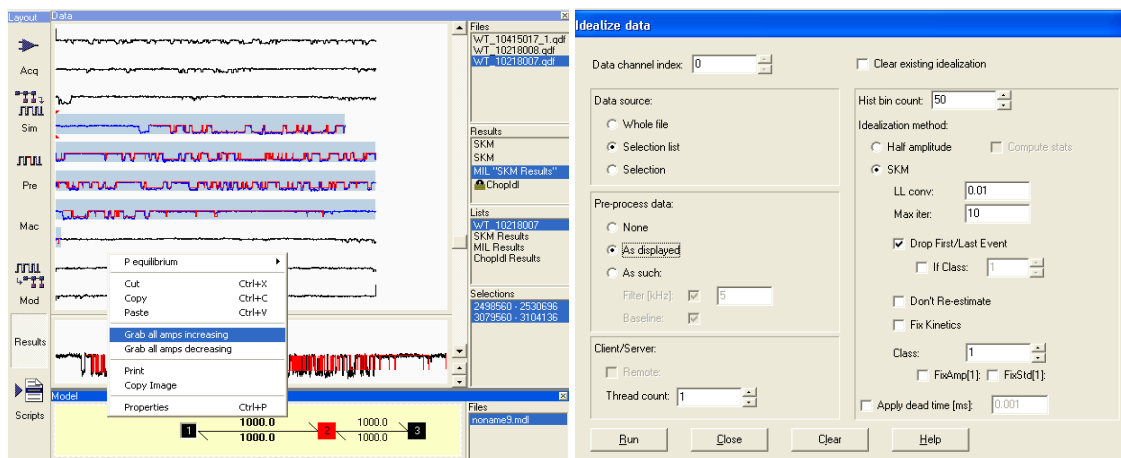 Layout
Data
Acq
Sim
Pre
Mac
Mod
Results
Scripts
Files
WT_10415017_1.qdf
WT_10218008.qdf
WT_10218007.qdf
Results
SKM
SKM
MIL "SKM Results"
ChopIdl
Lists
WT_10218007
SKM Results
MIL Results
ChopIdl Results
Selections
2498560 - 2530696
3079560 - 3104136
P equilibrium
Cut Ctrl+X
Copy Ctrl+C
Paste Ctrl+V
Grab all amps increasing
Grab all amps decreasing
Print
Copy Image
Properties Ctrl+P
Model
1 1000.0 2 1000.0 3
1000.0 1000.0
Files
noname9.mdl
Idealize data
Data channel index: 0
Clear existing idealization
Data source:
Whole file
Selection list
Selection
Pre-process data:
None
As displayed
As such:
Filter [kHz]: 5
Baseline:
Client/Server:
Remote:
Thread count: 1
Hist bin count: 50
Idealization method:
Half amplitude Compute stats
SKM
LL conv: 0.01
Max iter: 10
Drop First/Last Event
If Class: 1
Don't Re-estimate
Fix Kinetics
Class: 1
FixAmp[1]: FixStd[1]:
Apply dead time [ms]: 0.001
Run Close Clear Help